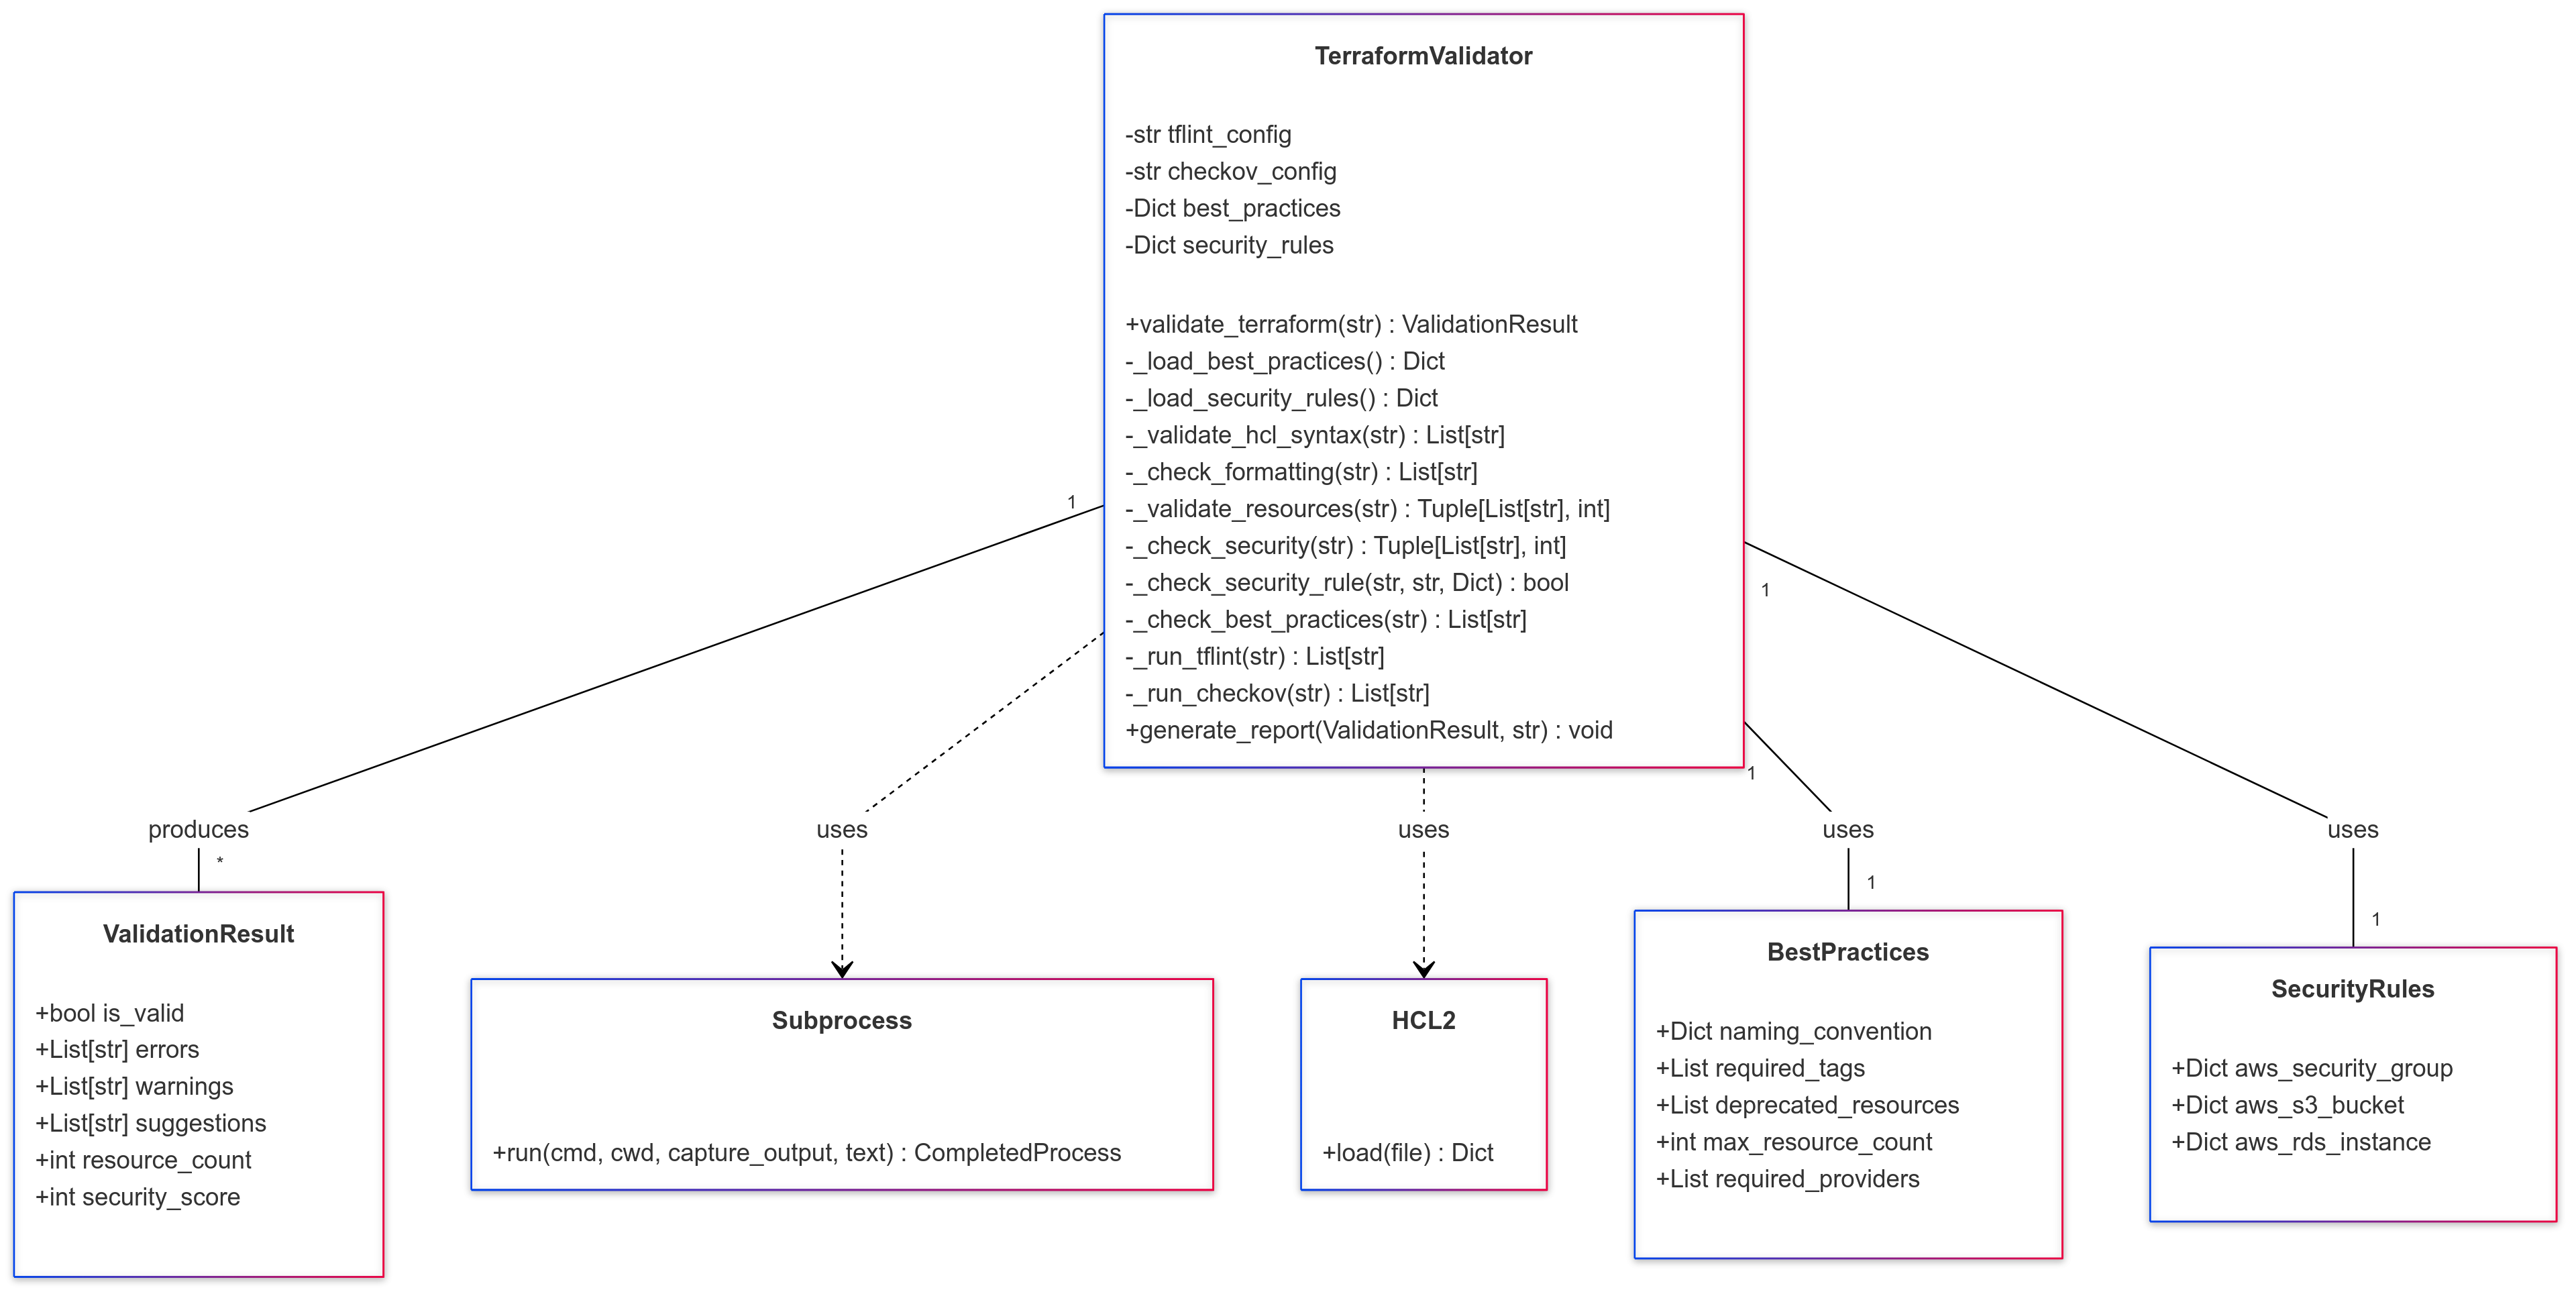 TerraformValidator
-str tflint_config
-str checkov_config
-Dict best_practices
-Dict security_rules
+validate_terraform(str) : ValidationResult
-_load_best_practices() : Dict
-_load_security_rules() : Dict
-_validate_hcl_syntax(str) : List[str]
-_check_formatting(str) : List[str]
-_validate_resources(str) : Tuple[List[str], int]
-_check_security(str) : Tuple[List[str], int]
-_check_security_rule(str, str, Dict) : bool
-_check_best_practices(str) : List[str]
-_run_tflint(str) : List[str]
-_run_checkov(str) : List[str]
+generate_report(ValidationResult, str) : void
1
1
1
produces
uses
uses
uses
uses
*
1
1
ValidationResult
+bool is_valid
+List[str] errors
+List[str] warnings
+List[str] suggestions
+int resource_count
+int security_score
Subprocess
+run(cmd, cwd, capture_output, text) : CompletedProcess
HCL2
+load(file) : Dict
BestPractices
+Dict naming_convention
+List required_tags
+List deprecated_resources
+int max_resource_count
+List required_providers
SecurityRules
+Dict aws_security_group
+Dict aws_s3_bucket
+Dict aws_rds_instance